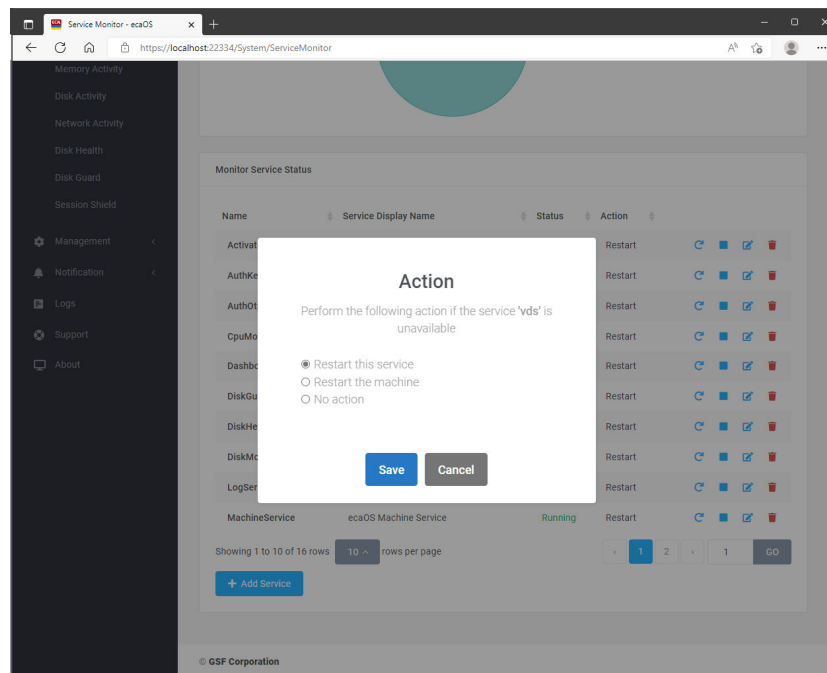 Service Monitor - ecaOS
https://localhost:22334/System/ServiceMonitor
Memory Activity
Disk Activity
Network Activity
Disk Health
Disk Guard
Session Shield
Management
Notification
Logs
Support
About
Monitor Service Status
Name Service Display Name Status Action
Activat Restart
AuthKe Restart
AuthOt Restart
CpuMo Restart
Dashbo Restart
DiskGu Restart
DiskHe Restart
DiskMo Restart
LogSer Restart
MachineService ecaOS Machine Service Running Restart
Action
Perform the following action if the service 'vds' is
unavailable
Restart this service
Restart the machine
No action
Save Cancel
Showing 1 to 10 of 16 rows 10 rows per page
1 2 1 GO
+ Add Service
© GSF Corporation